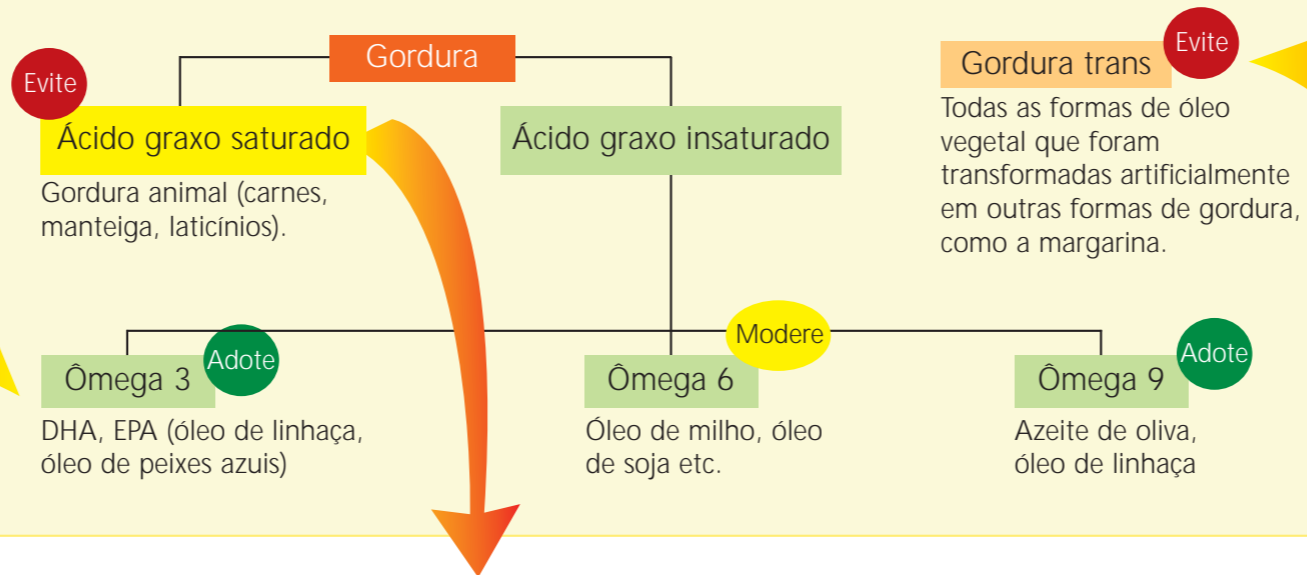 Gordura
Evite
Ácido graxo saturado
Gordura animal (carnes,
manteiga, laticínios).
Ácido graxo insaturado
Gordura trans
Evite
Todas as formas de óleo
vegetal que foram
transformadas artificialmente
em outras formas de gordura,
como a margarina.
Ômega 3
Adote
DHA, EPA (óleo de linhaça,
óleo de peixes azuis)
Ômega 6
Modere
Óleo de milho, óleo
de soja etc.
Ômega 9
Adote
Azeite de oliva,
óleo de linhaça